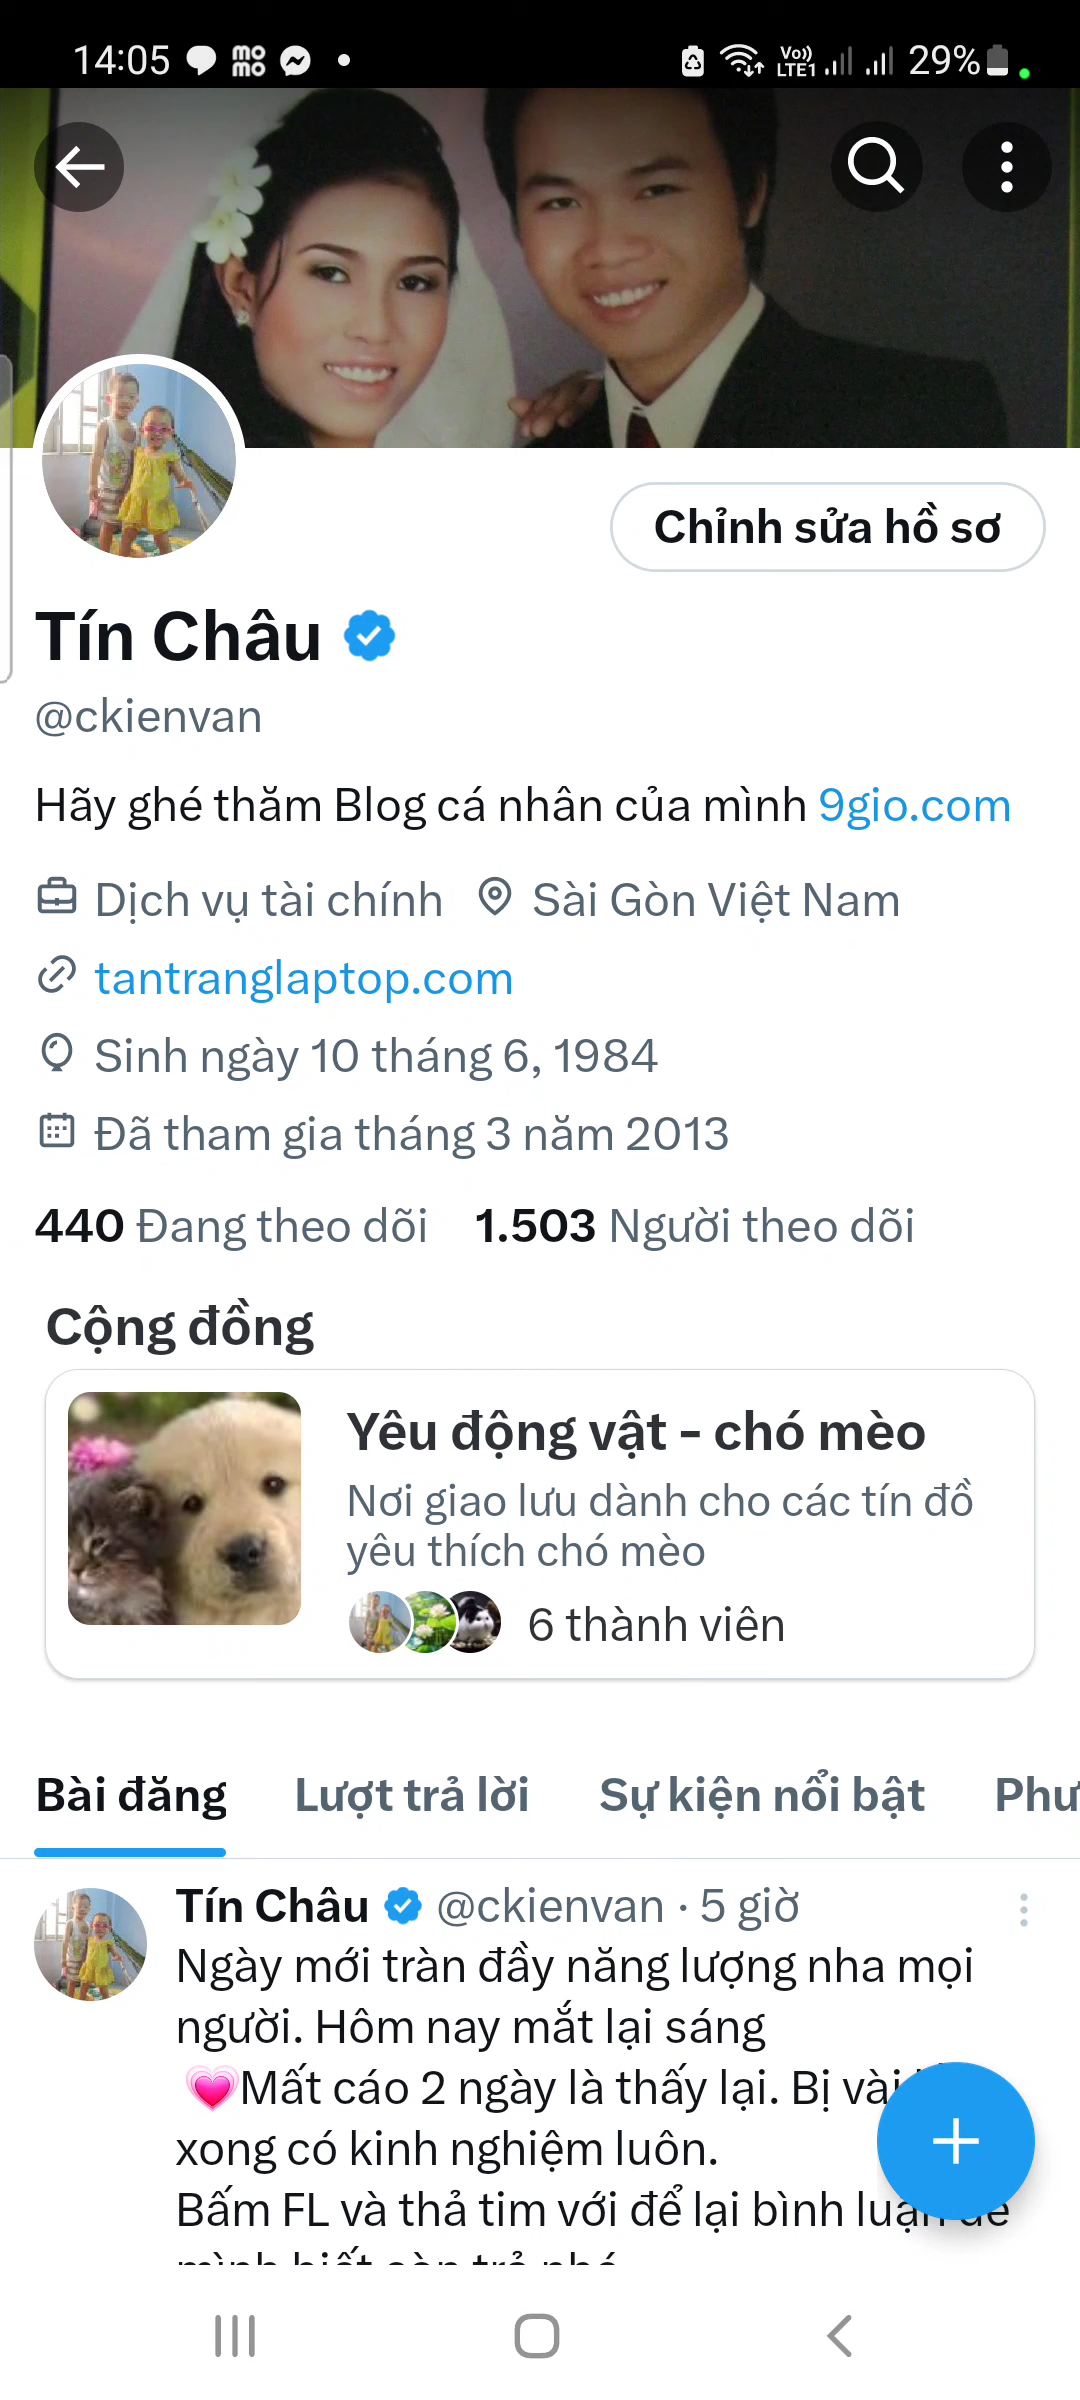 14:05
mo
mo
Vo))
LTE1
29%
Chỉnh sửa hồ sơ
Tín Châu
@ckienvan
Hãy ghé thăm Blog cá nhân của mình 9gio.com
Dịch vụ tài chính Sài Gòn Việt Nam
tantranglaptop.com
Sinh ngày 10 tháng 6, 1984
Đã tham gia tháng 3 năm 2013
440 Đang theo dõi 1.503 Người theo dõi
Cộng đồng
Yêu động vật - chó mèo
Nơi giao lưu dành cho các tín đồ
yêu thích chó mèo
6 thành viên
Bài đăng Lượt trả lời Sự kiện nổi bật Phu
Tín Châu @ckienvan · 5 giờ
Ngày mới tràn đầy năng lượng nha mọi
người. Hôm nay mắt lại sáng
💗Mất cáo 2 ngày là thấy lại. Bị vài
xong có kinh nghiệm luôn.
Bấm FL và thả tim với để lại bình luận để